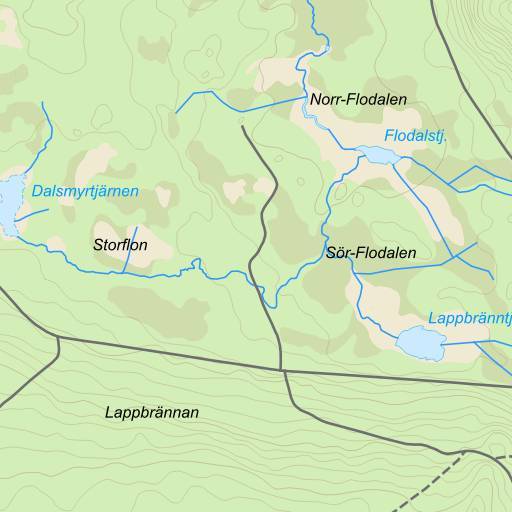 Norr-Flodalen
Flodalstj.
Dalsmyrtjärnen
Storflon
Sör-Flodalen
Lappbränntj
Lappbrännan